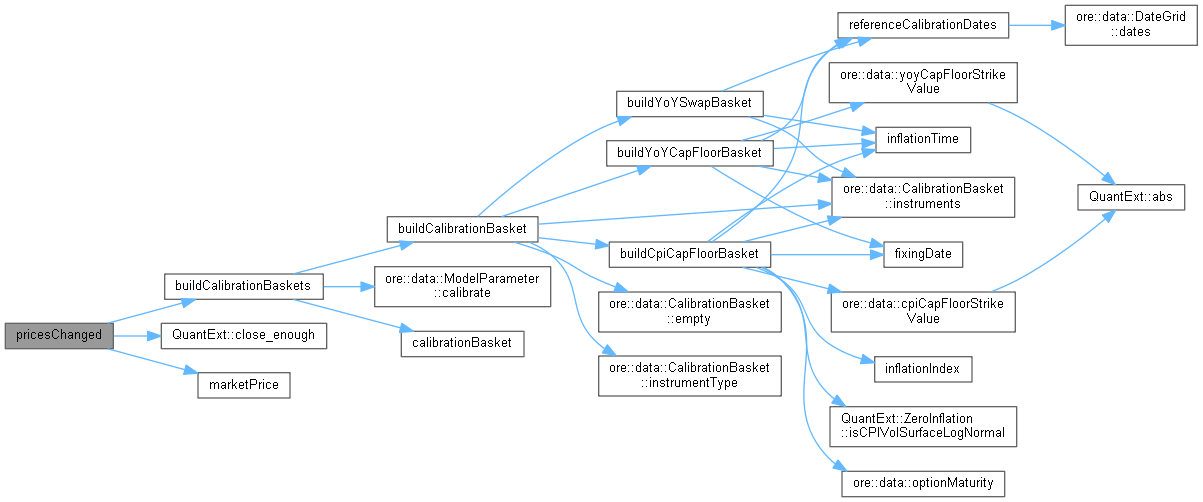 pricesChanged
buildCalibrationBaskets
QuantExt::close_enough
marketPrice
buildCalibrationBasket
ore::data::ModelParameter
::calibrate
calibrationBasket
buildYoYSwapBasket
buildYoYCapFloorBasket
buildCpiCapFloorBasket
ore::data::CalibrationBasket
::empty
ore::data::CalibrationBasket
::instrumentType
referenceCalibrationDates
ore::data::yoyCapFloorStrike
Value
inflationTime
ore::data::CalibrationBasket
::instruments
fixingDate
ore::data::cpiCapFloorStrike
Value
inflationIndex
QuantExt::ZeroInflation
::isCPIVolSurfaceLogNormal
ore::data::optionMaturity
ore::data::DateGrid
::dates
QuantExt::abs